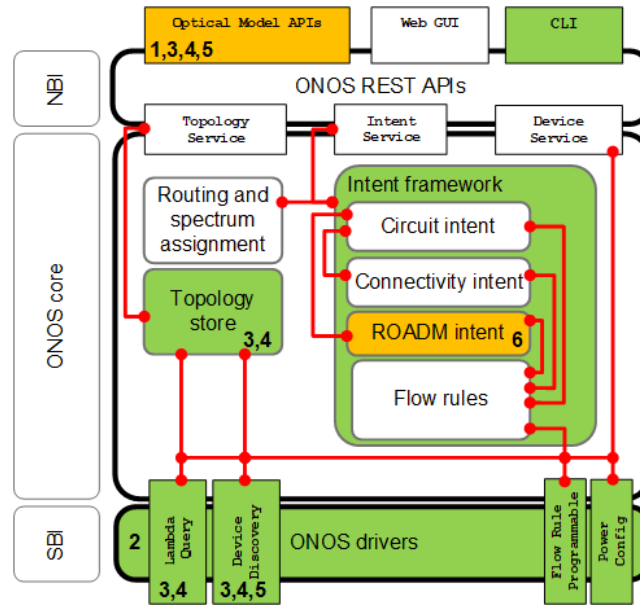 Optical Model APIs
1,3,4,5
Web GUI
CLI
NBI
ONOS REST APIs
Topology
Service
Intent
Service
Device
Service
ONOS core
Routing and
spectrum
assignment
Intent framework
Circuit intent
Connectivity intent
Topology
store
3,4
ROADM intent
6
Flow rules
SBI
2
Lambda
Query
3,4
Device
Discovery
3,4,5
ONOS drivers
Flow Rule
Programmable
Power
Config